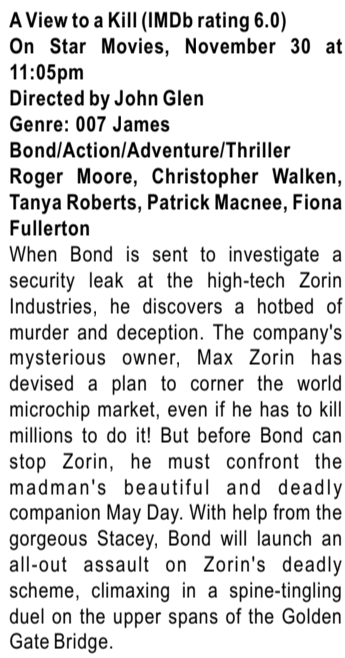 A View to a Kill (IMDb rating 6.0)
On Star Movies, November 30 at
11:05pm
Directed by John Glen
Genre: 007 James
Bond/Action/Adventure/Thriller
Roger Moore, Christopher Walken,
Tanya Roberts, Patrick Macnee, Fiona
Fullerton
When Bond is sent to investigate a
security leak at the high-tech Zorin
Industries, he discovers a hotbed of
murder and deception. The company's
mysterious owner, Max Zorin has
devised a plan to corner the world
microchip market, even if he has to kill
millions to do it! But before Bond can
stop Zorin, he must confront the
madman's beautiful and deadly
companion May Day. With help from the
gorgeous Stacey, Bond will launch an
all-out assault on Zorin's deadly
scheme, climaxing in a spine-tingling
duel on the upper spans of the Golden
Gate Bridge.